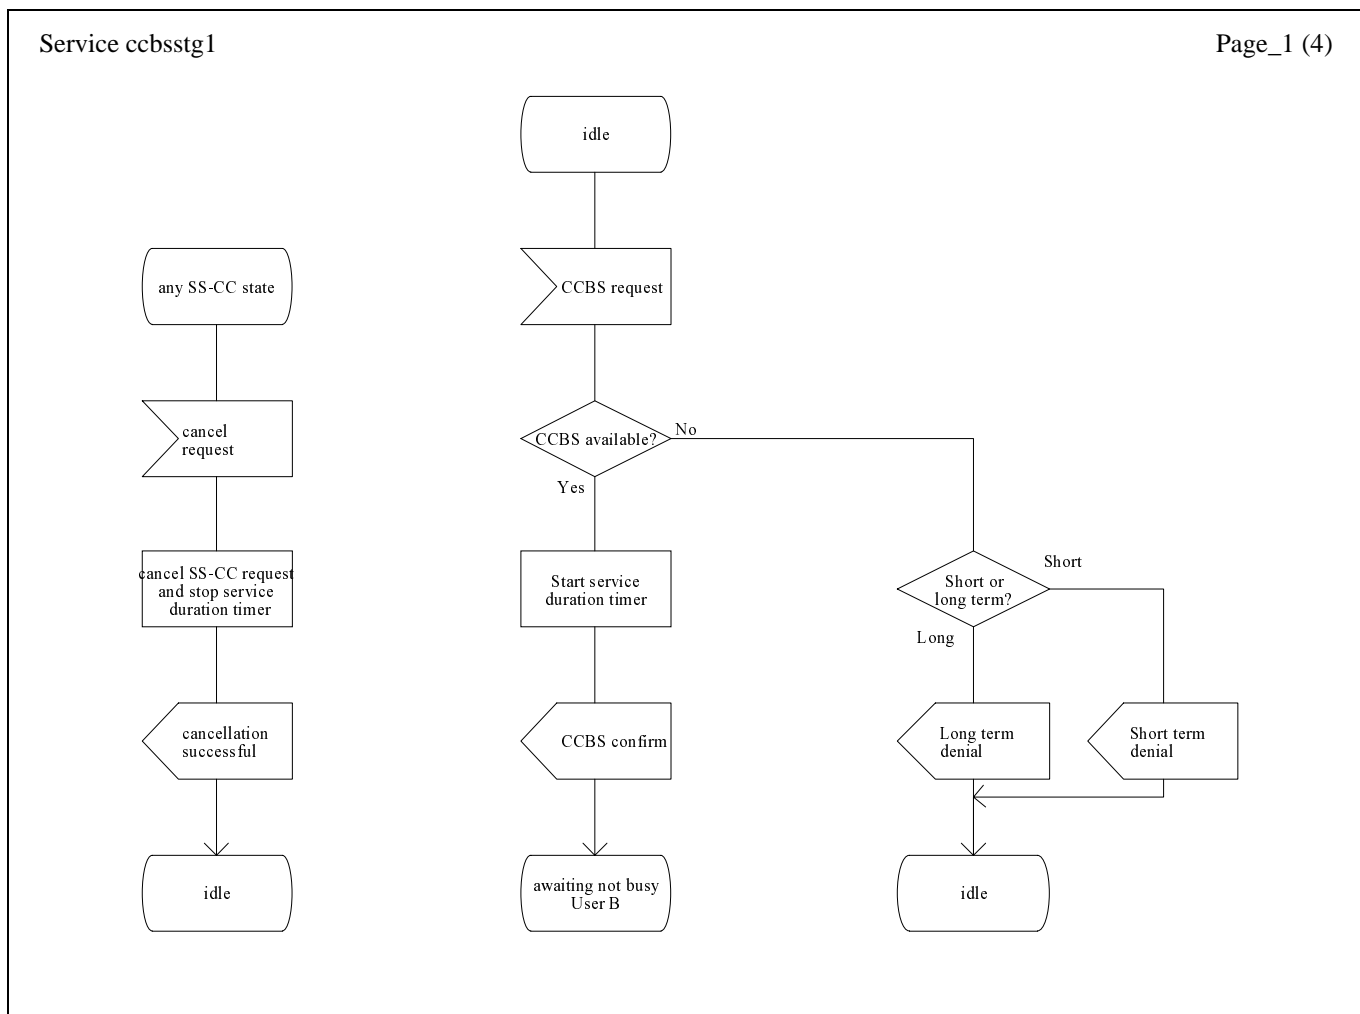 Service ccbsstg1
Page_1 (4)
idle
any SS-CC state
CCBS request
cancel
request
CCBS available?
No
Yes
cancel SS-CC request
and stop service
duration timer
Start service
duration timer
Short or
long term?
Short
Long
cancellation
successful
CCBS confirm
Long term
denial
Short term
denial
idle
awaiting not busy
User B
idle